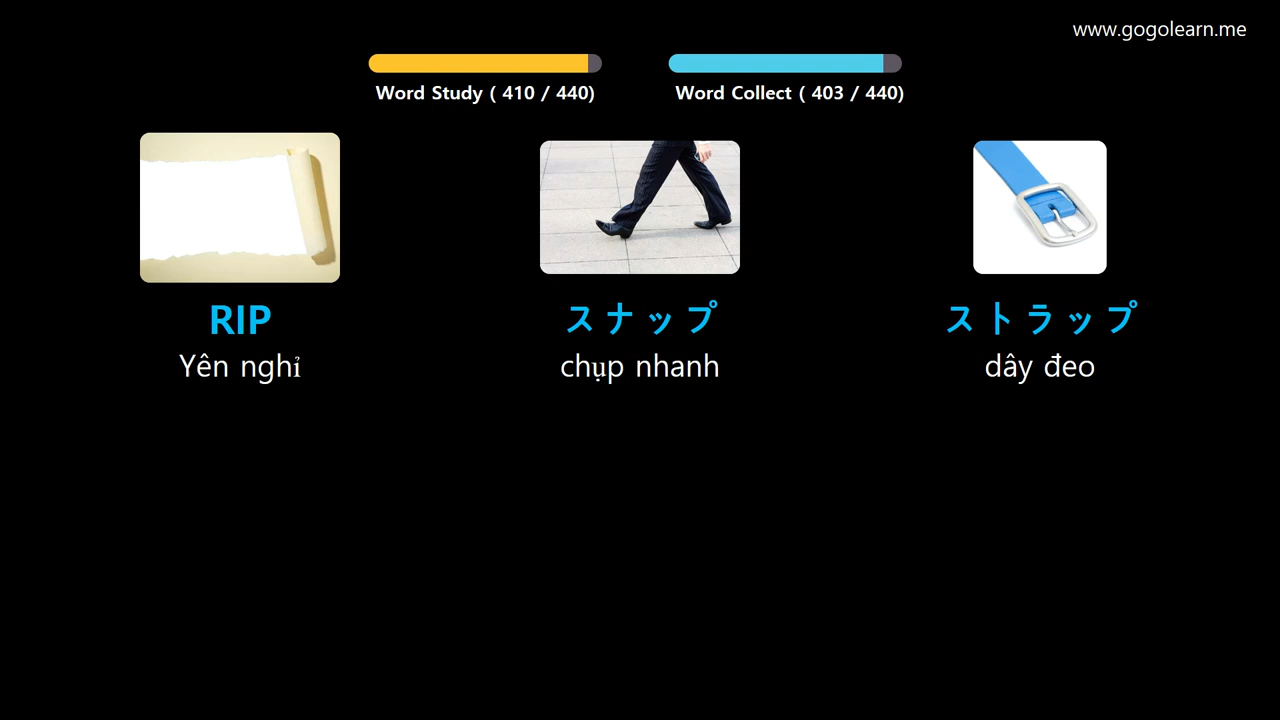 www.gogolearn.me
Word Study ( 410 / 440)
Word Collect ( 403 / 440)
RIP
スナップ
ストラップ
Yên nghỉ
chụp nhanh
dây đeo